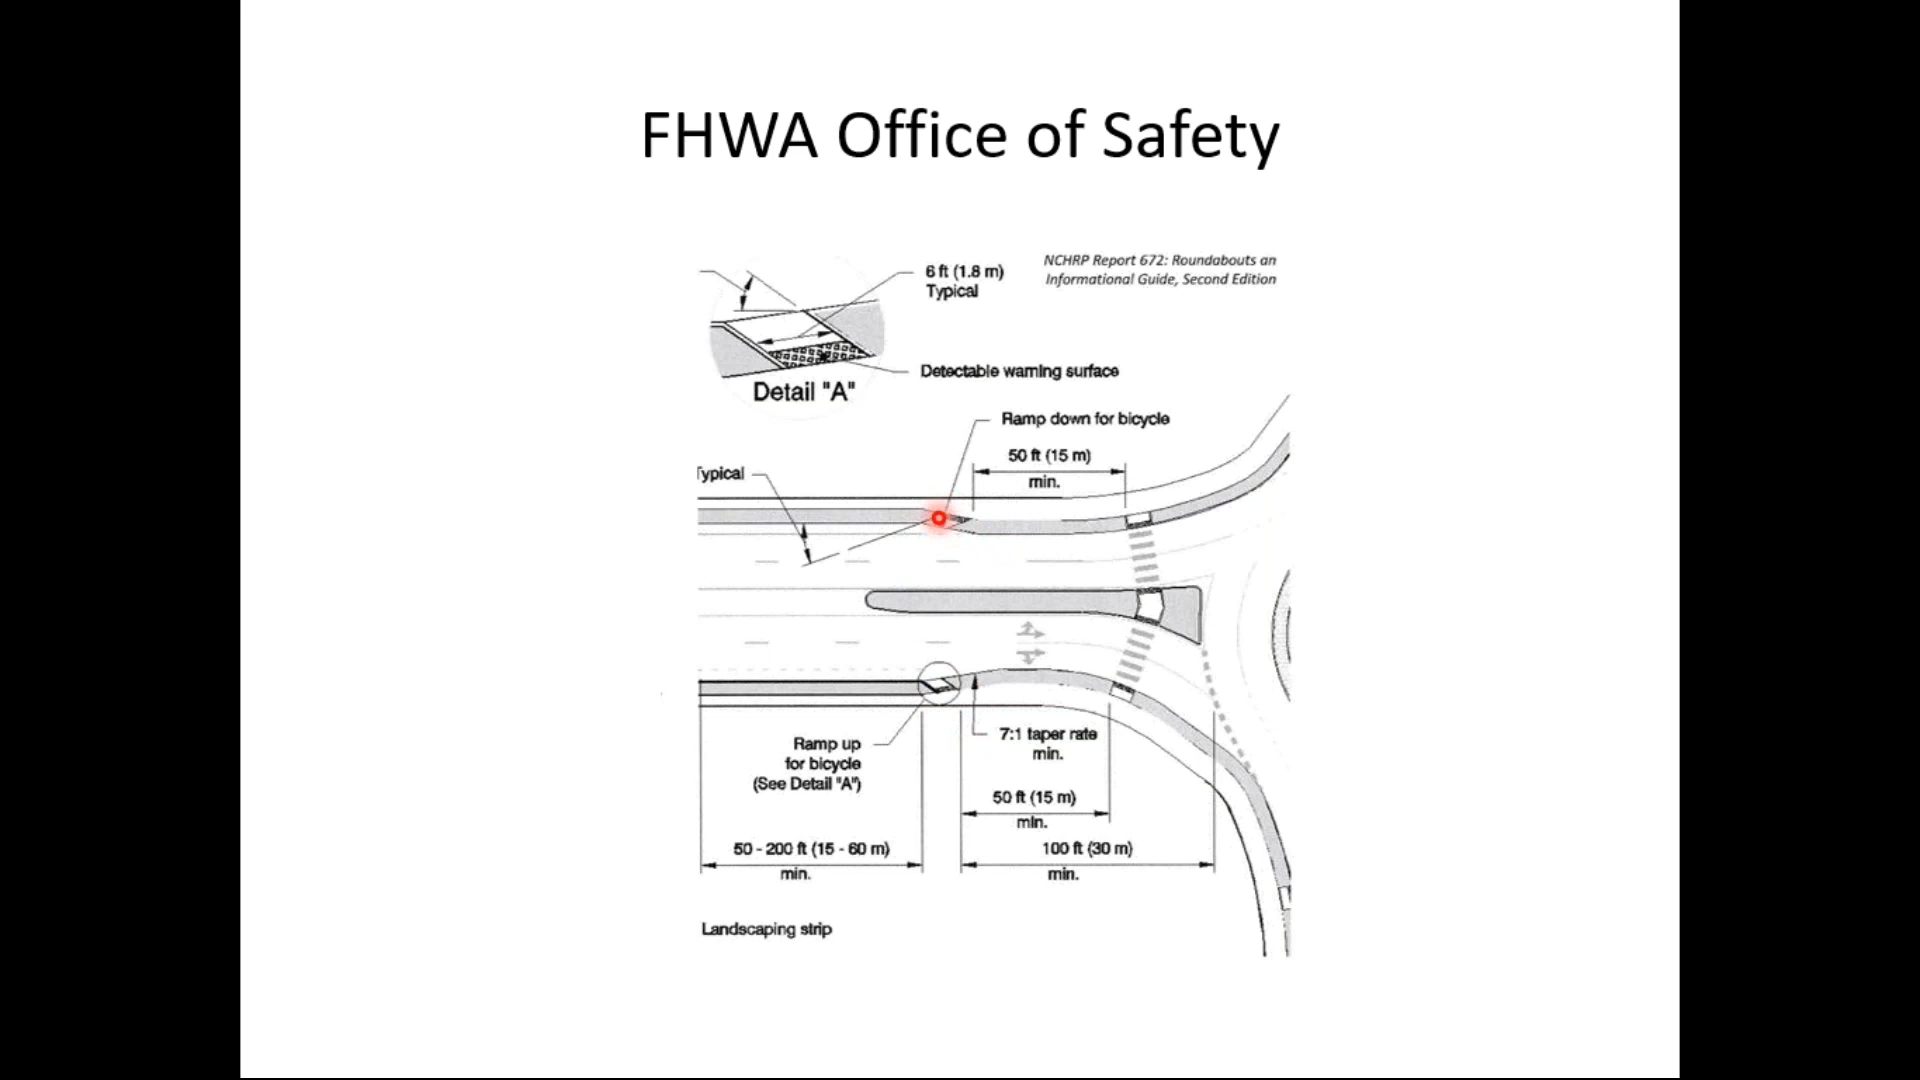 FHWA Office of Safety
NCHRP Report 672: Roundabouts an
Informational Guide, Second Edition
6 ft (1.8 m)
Typical
Detectable warning surface
Detail "A"
Ramp down for bicycle
50 ft (15 m)
min.
Typical
7:1 taper rate
min.
Ramp up
for bicycle
(See Detail "A")
50 ft (15 m)
min.
50 - 200 ft (15 - 60 m)
min.
100 ft (30 m)
min.
Landscaping strip